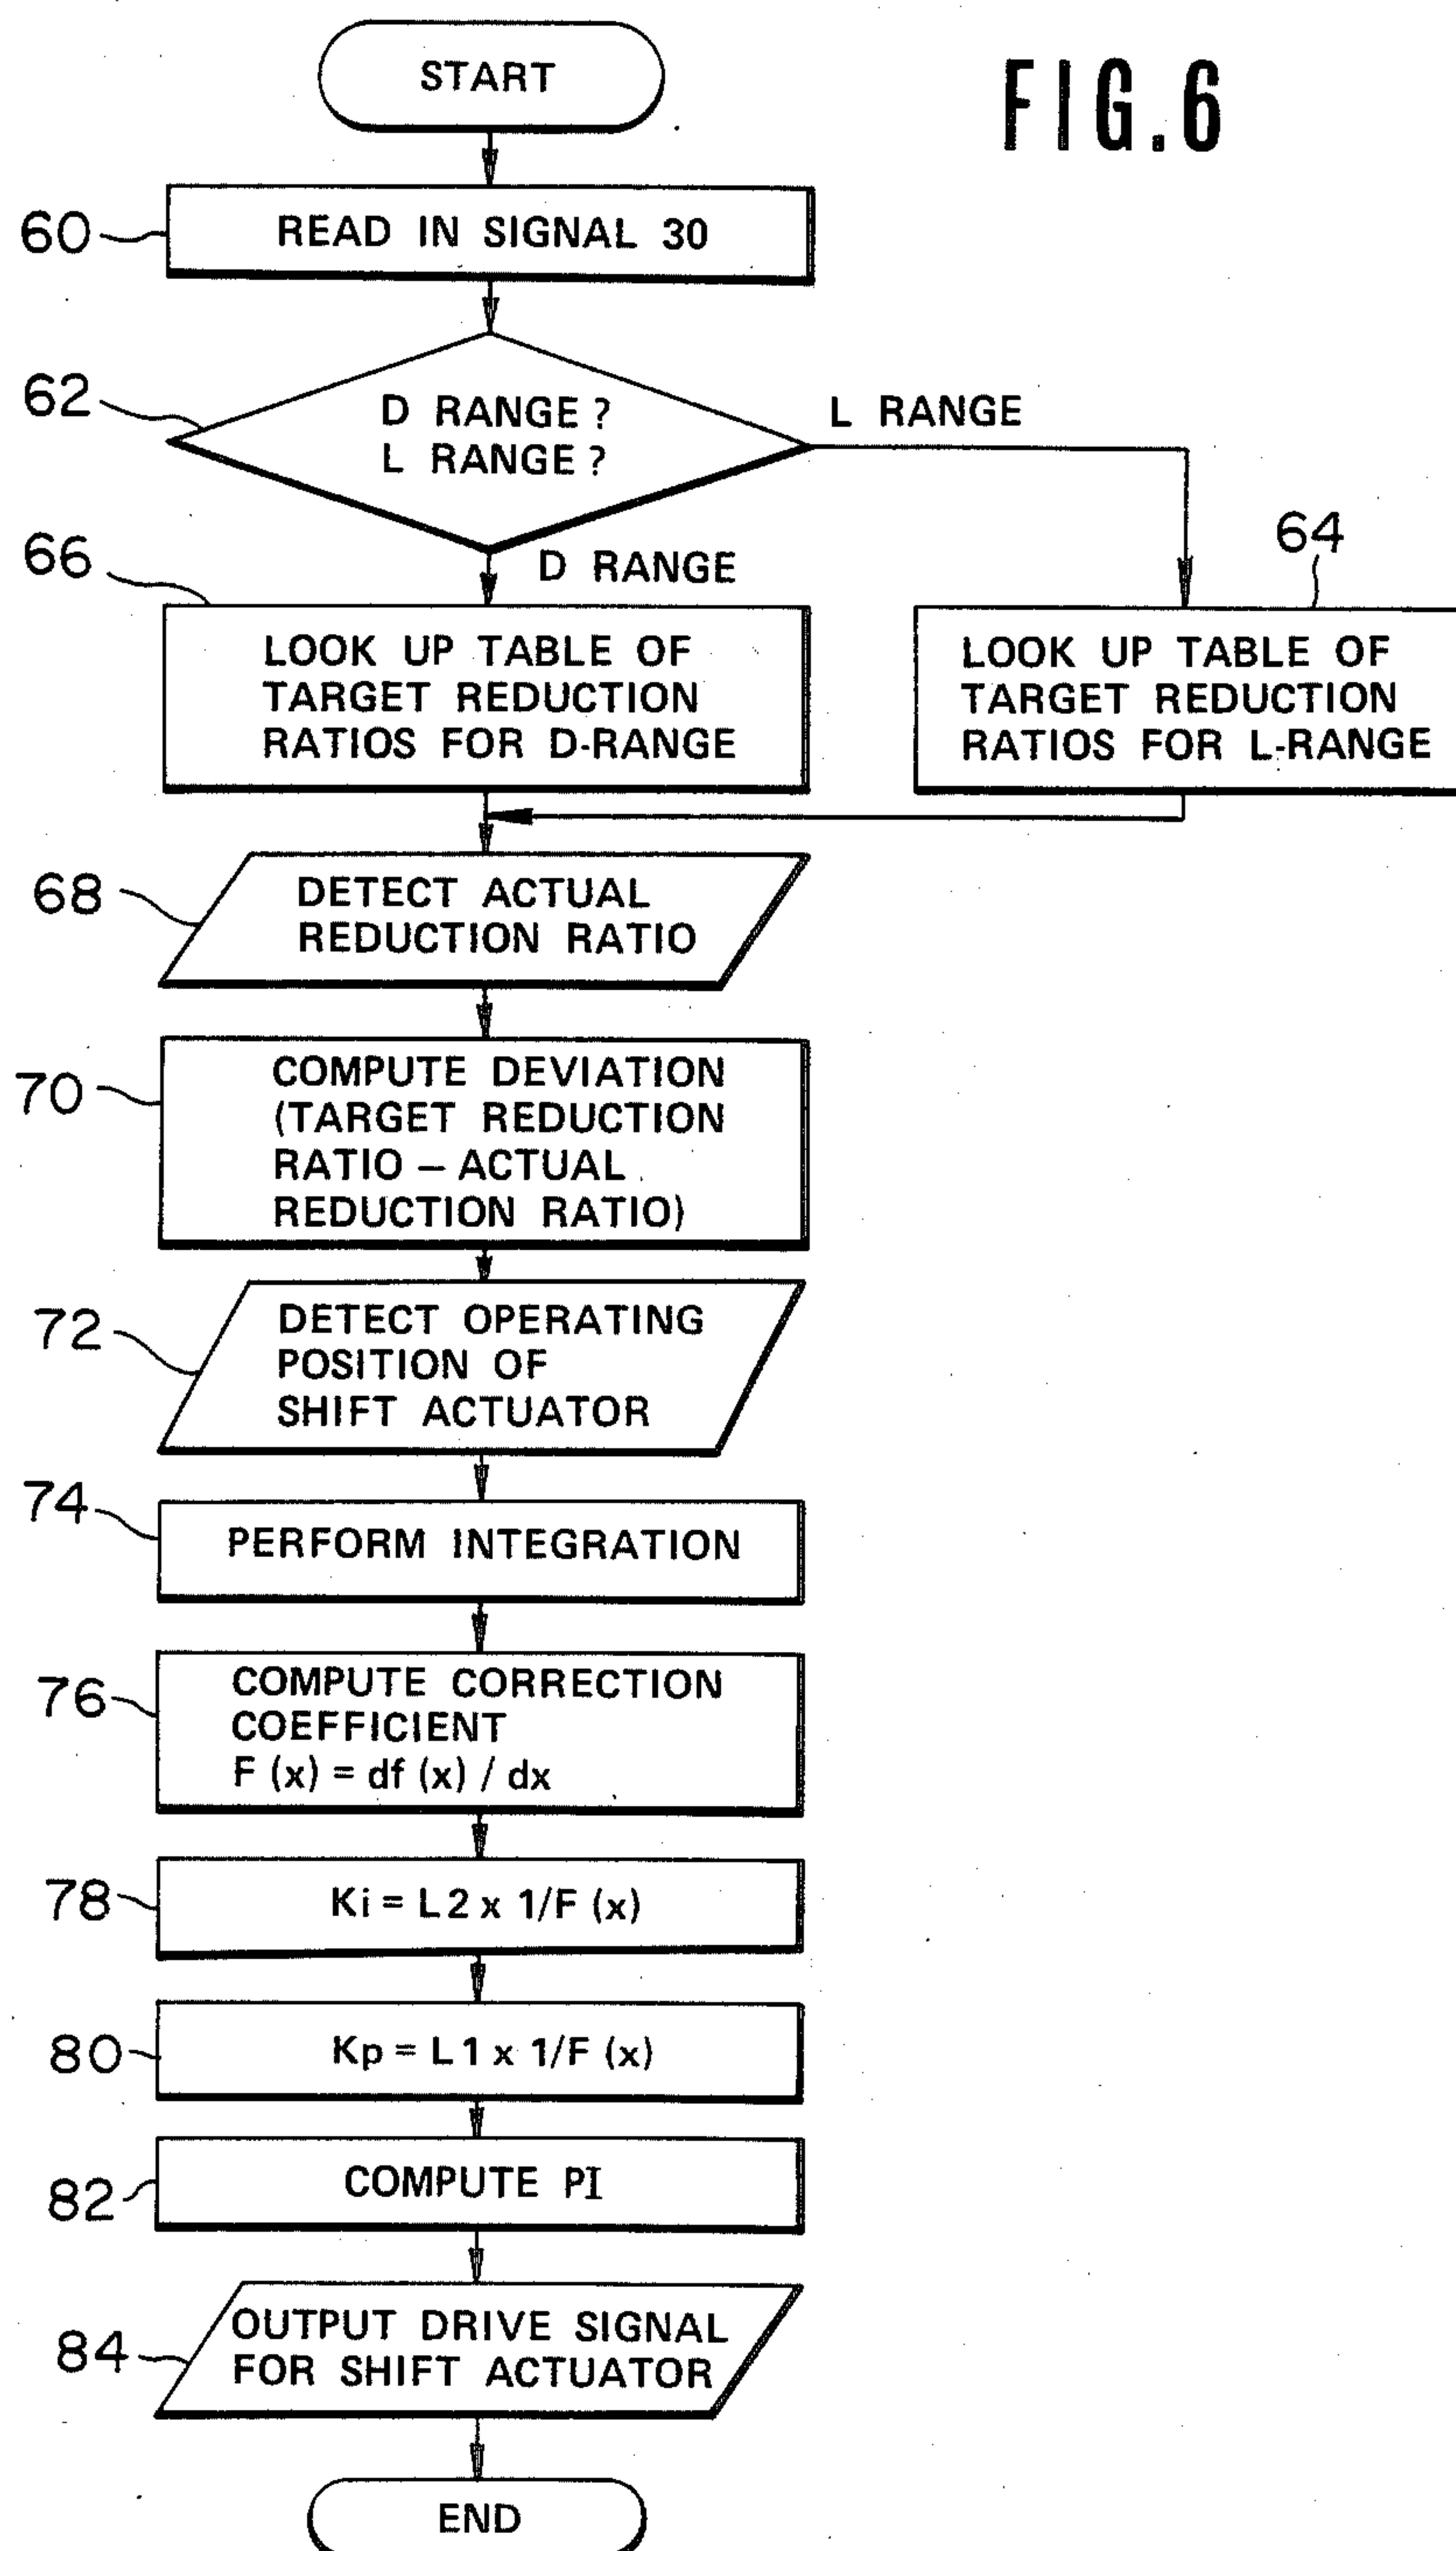 START
FIG.6
60
READ IN SIGNAL 30
62
D RANGE?
L RANGE?
L RANGE
D RANGE
66
LOOK UP TABLE OF
TARGET REDUCTION
RATIOS FOR D-RANGE
64
LOOK UP TABLE OF
TARGET REDUCTION
RATIOS FOR L-RANGE
68
DETECT ACTUAL
REDUCTION RATIO
70
COMPUTE DEVIATION
(TARGET REDUCTION
RATIO – ACTUAL
REDUCTION RATIO)
72
DETECT OPERATING
POSITION OF
SHIFT ACTUATOR
74
PERFORM INTEGRATION
76
COMPUTE CORRECTION
COEFFICIENT
F (x) = df (x) / dx
78
Ki = L2 x 1/F (x)
80
Kp = L1 x 1/F (x)
82
COMPUTE PI
84
OUTPUT DRIVE SIGNAL
FOR SHIFT ACTUATOR
END